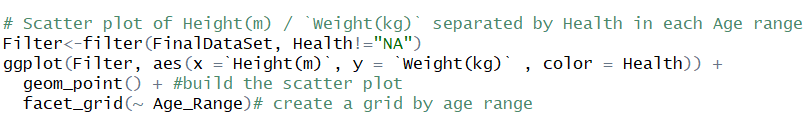 # Scatter plot of Height(m) / `Weight(kg)` separated by Health in each Age range
Filter<-filter(FinalDataSet, Health!="NA")
ggplot(Filter, aes(x =`Height(m)`, y = `Weight(kg)` , color = Health)) +
  geom_point() + #build the scatter plot
  facet_grid(~ Age_Range)# create a grid by age range